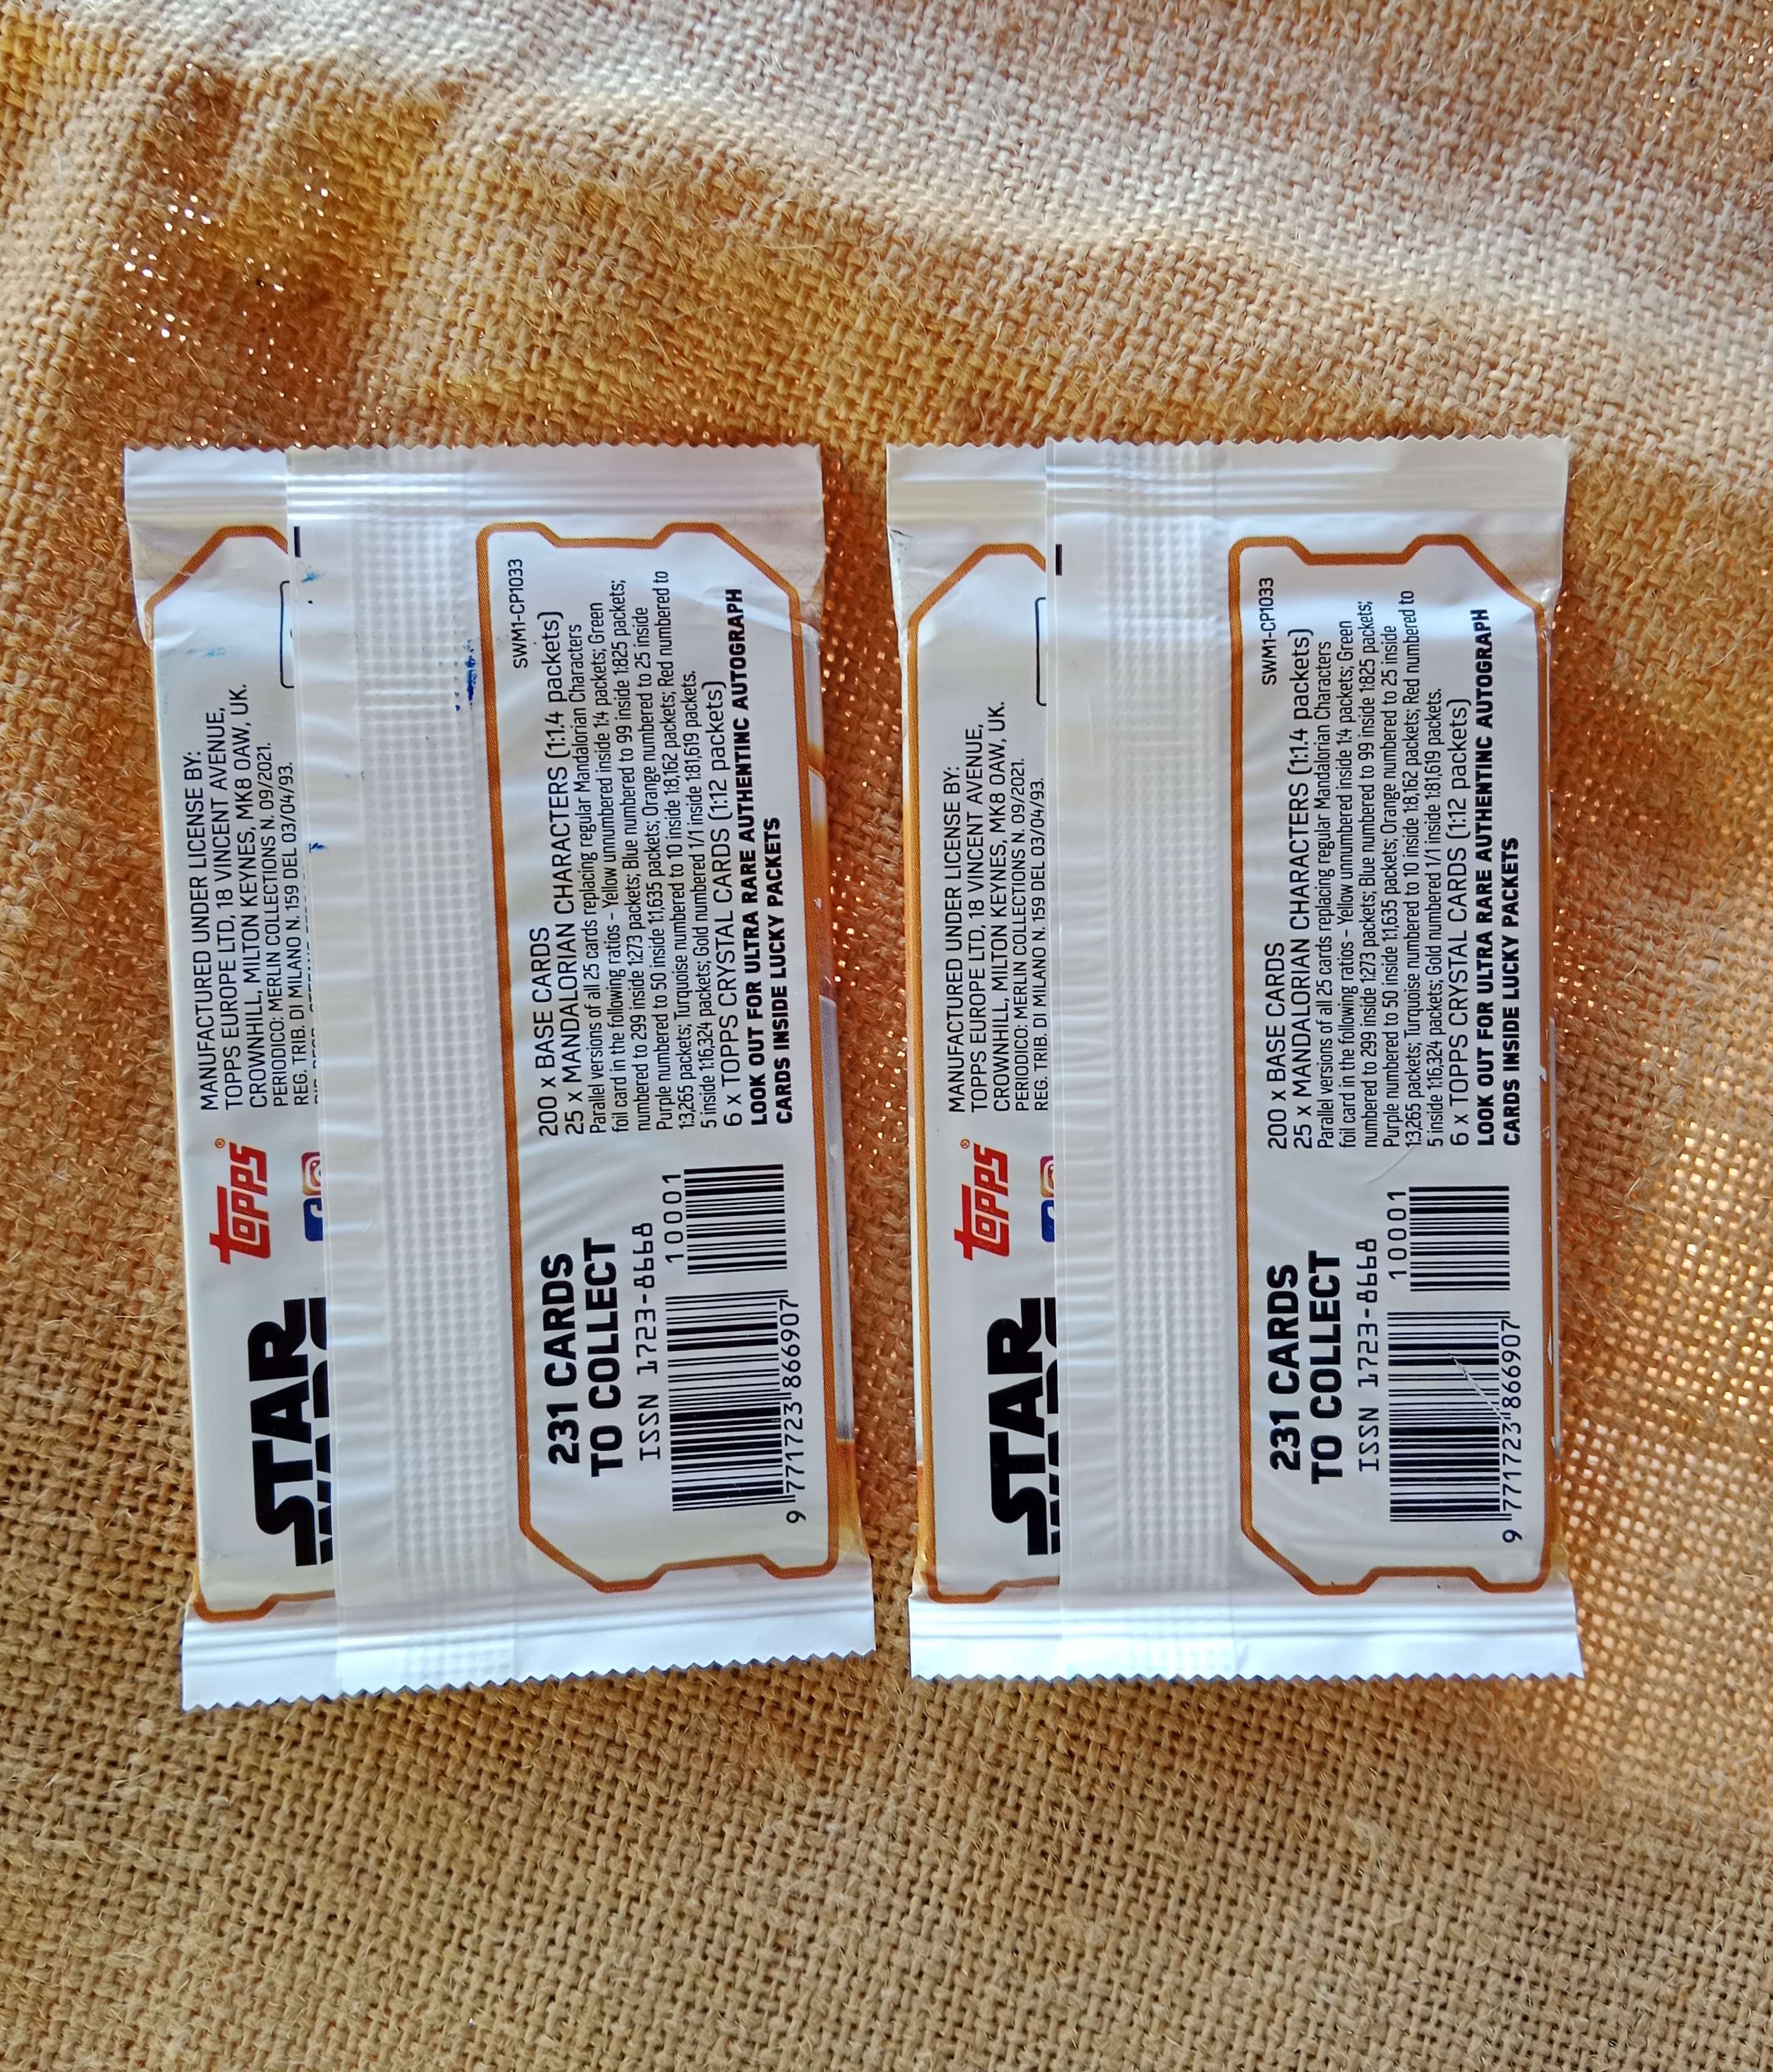 MANUFACTURED UNDER LICENSE BY:
TOPPS EUROPE LTD, 18 VINCENT AVENUE,
CROWNHILL, MILTON KEYNES, MK8 0AW, UK.
PERIODICO: MERLIN COLLECTIONS N. 09/2021.
REG. TRIB. DI MILANO N. 159 DEL 03/04/93.
topps®
STAR
SWM1-CP1033
200 x BASE CARDS
25 x MANDALORIAN CHARACTERS (1:1.4 packets)
Parallel versions of all 25 cards replacing regular Mandalorian Characters
foil card in the following ratios – Yellow unnumbered inside 1:4 packets; Green
numbered to 299 inside 1:273 packets; Blue numbered to 99 inside 1:825 packets;
Purple numbered to 50 inside 1:1,635 packets; Orange numbered to 25 inside
1:3,265 packets; Turquoise numbered to 10 inside 1:8,162 packets; Red numbered to
5 inside 1:16,324 packets; Gold numbered 1/1 inside 1:81,619 packets.
6 x TOPPS CRYSTAL CARDS (1:12 packets)
LOOK OUT FOR ULTRA RARE AUTHENTINC AUTOGRAPH
CARDS INSIDE LUCKY PACKETS
231 CARDS
TO COLLECT
ISSN 1723-8668
10001
9 771723 866907
MANUFACTURED UNDER LICENSE BY:
TOPPS EUROPE LTD, 18 VINCENT AVENUE,
CROWNHILL, MILTON KEYNES, MK8 0AW, UK.
PERIODICO: MERLIN COLLECTIONS N. 09/2021.
REG. TRIB. DI MILANO N. 159 DEL 03/04/93.
topps®
STAR
SWM1-CP1033
200 x BASE CARDS
25 x MANDALORIAN CHARACTERS (1:1.4 packets)
Parallel versions of all 25 cards replacing regular Mandalorian Characters
foil card in the following ratios – Yellow unnumbered inside 1:4 packets; Green
numbered to 299 inside 1:273 packets; Blue numbered to 99 inside 1:825 packets;
Purple numbered to 50 inside 1:1,635 packets; Orange numbered to 25 inside
1:3,265 packets; Turquoise numbered to 10 inside 1:8,162 packets; Red numbered to
5 inside 1:16,324 packets; Gold numbered 1/1 inside 1:81,619 packets.
6 x TOPPS CRYSTAL CARDS (1:12 packets)
LOOK OUT FOR ULTRA RARE AUTHENTINC AUTOGRAPH
CARDS INSIDE LUCKY PACKETS
231 CARDS
TO COLLECT
ISSN 1723-8668
10001
9 771723 866907